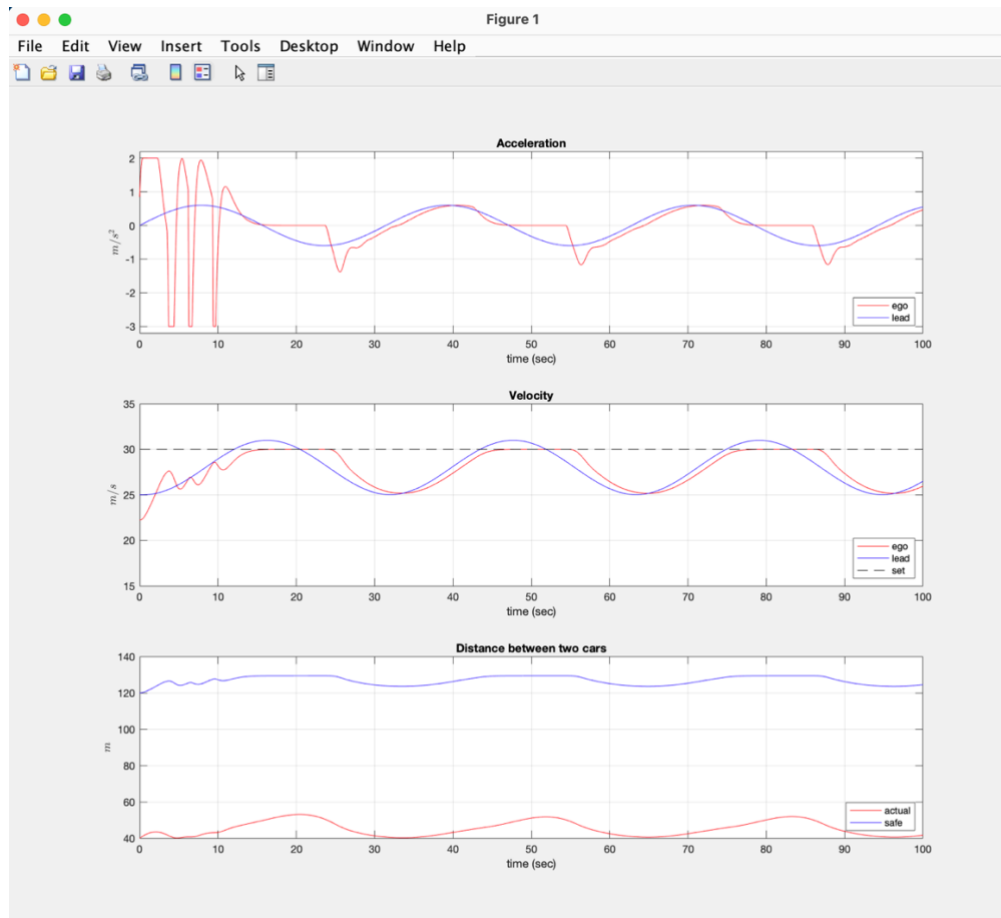 Figure 1
File Edit View Insert Tools Desktop Window Help
Acceleration
2
1
0
-1
-2
-3
m/s²
0 10 20 30 40 50 60 70 80 90 100
time (sec)
ego
lead
Velocity
35
30
25
20
15
m/s
0 10 20 30 40 50 60 70 80 90 100
time (sec)
ego
lead
set
Distance between two cars
140
120
100
80
60
40
m
0 10 20 30 40 50 60 70 80 90 100
time (sec)
actual
safe